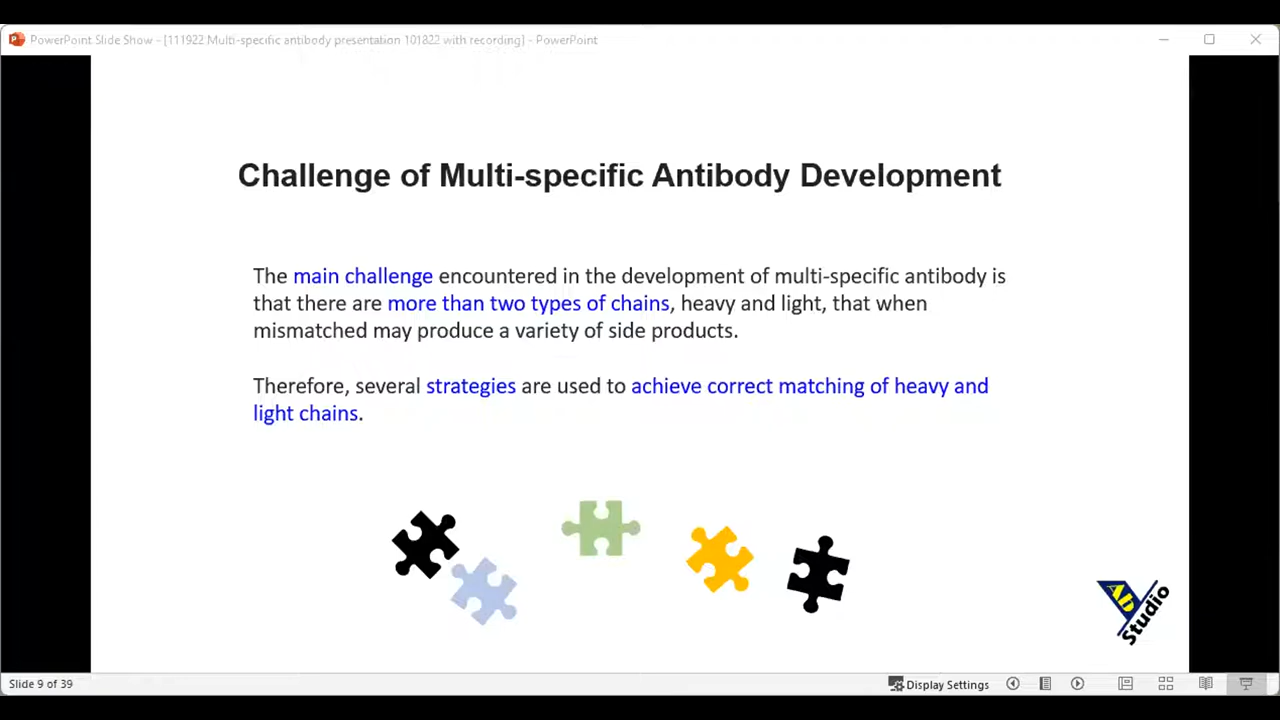 PowerPoint Slide Show - [111922 Multi-specific antibody presentation 101822 with recording] - PowerPoint
Challenge of Multi-specific Antibody Development
The main challenge encountered in the development of multi-specific antibody is
that there are more than two types of chains, heavy and light, that when
mismatched may produce a variety of side products.
Therefore, several strategies are used to achieve correct matching of heavy and
light chains.
AB
Studio
Slide 9 of 39
Display Settings